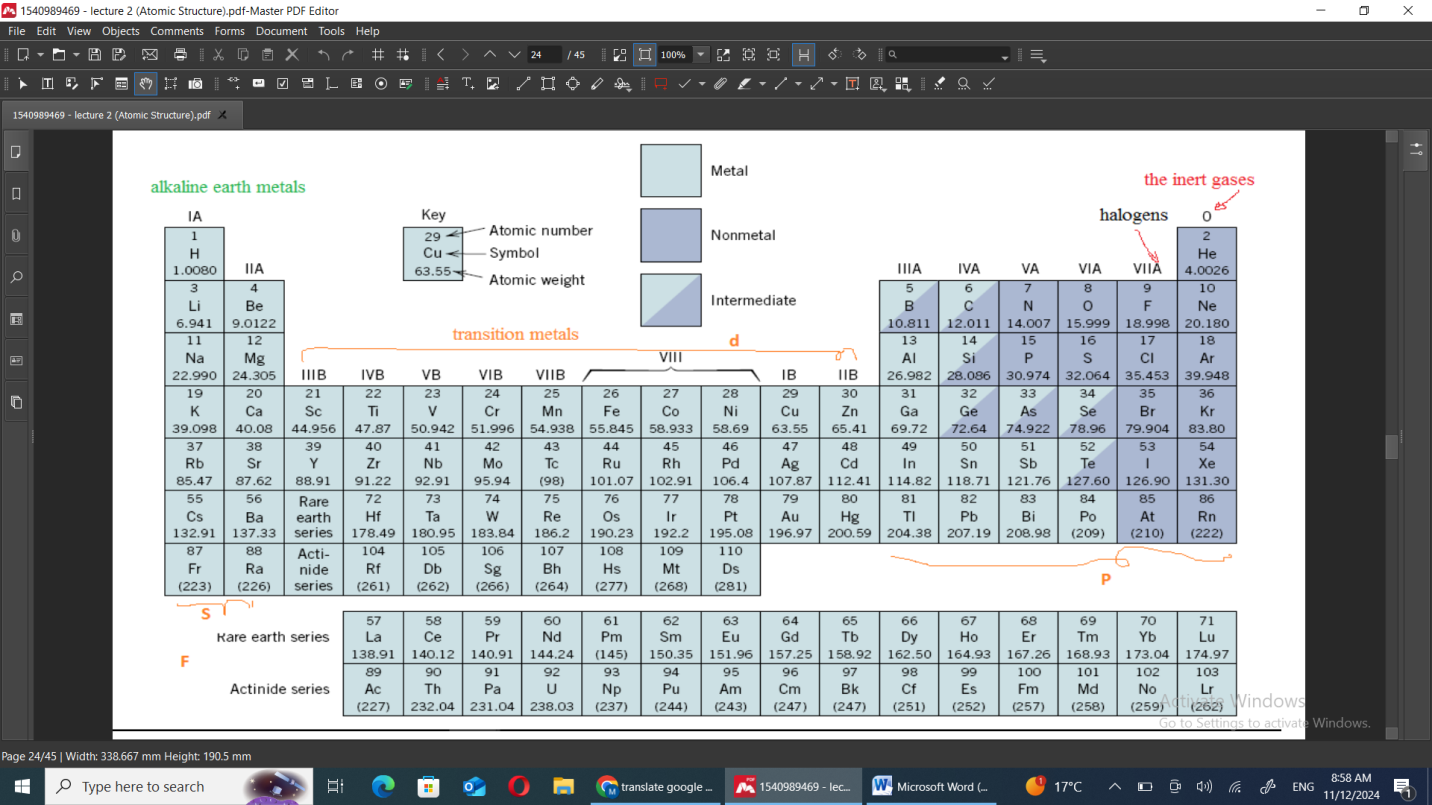 1540989469 - lecture 2 (Atomic Structure).pdf-Master PDF Editor
File Edit View Objects Comments Forms Document Tools Help
24 / 45 100%
1540989469 - lecture 2 (Atomic Structure).pdf
Metal
alkaline earth metals
the inert gases
IA Key halogens 0
1 29 Atomic number Nonmetal 2
H Cu Symbol He
1.0080 IIA 63.55 Atomic weight IIIA IVA VA VIA VIIA 4.0026
3 4 5 6 7 8 9 10
Li Be Intermediate B C N O F Ne
6.941 9.0122 10.811 12.011 14.007 15.999 18.998 20.180
transition metals d
11 12 13 14 15 16 17 18
Na Mg VIII Al Si P S Cl Ar
22.990 24.305 IIIB IVB VB VIB VIIB IB IIB 26.982 28.086 30.974 32.064 35.453 39.948
19 20 21 22 23 24 25 26 27 28 29 30 31 32 33 34 35 36
K Ca Sc Ti V Cr Mn Fe Co Ni Cu Zn Ga Ge As Se Br Kr
39.098 40.08 44.956 47.87 50.942 51.996 54.938 55.845 58.933 58.69 63.55 65.41 69.72 72.64 74.922 78.96 79.904 83.80
37 38 39 40 41 42 43 44 45 46 47 48 49 50 51 52 53 54
Rb Sr Y Zr Nb Mo Tc Ru Rh Pd Ag Cd In Sn Sb Te I Xe
85.47 87.62 88.91 91.22 92.91 95.94 (98) 101.07 102.91 106.4 107.87 112.41 114.82 118.71 121.76 127.60 126.90 131.30
55 56 Rare 72 73 74 75 76 77 78 79 80 81 82 83 84 85 86
Cs Ba earth Hf Ta W Re Os Ir Pt Au Hg Tl Pb Bi Po At Rn
132.91 137.33 series 178.49 180.95 183.84 186.2 190.23 192.2 195.08 196.97 200.59 204.38 207.19 208.98 (209) (210) (222)
87 88 Acti- 104 105 106 107 108 109 110
Fr Ra nide Rf Db Sg Bh Hs Mt Ds
(223) (226) series (261) (262) (266) (264) (277) (268) (281)
P
S
57 58 59 60 61 62 63 64 65 66 67 68 69 70 71
Rare earth series La Ce Pr Nd Pm Sm Eu Gd Tb Dy Ho Er Tm Yb Lu
138.91 140.12 140.91 144.24 (145) 150.35 151.96 157.25 158.92 162.50 164.93 167.26 168.93 173.04 174.97
F
89 90 91 92 93 94 95 96 97 98 99 100 101 102 103
Actinide series Ac Th Pa U Np Pu Am Cm Bk Cf Es Fm Md No Lr
(227) 232.04 231.04 238.03 (237) (244) (243) (247) (247) (251) (252) (257) (258) (259) (262)
Activate Windows
Go to Settings to activate Windows.
Page 24/45 | Width: 338.667 mm Height: 190.5 mm
Type here to search
translate google ...
1540989469 - lec...
Microsoft Word (...
1
17°C
ENG
8:58 AM
11/12/2024
1